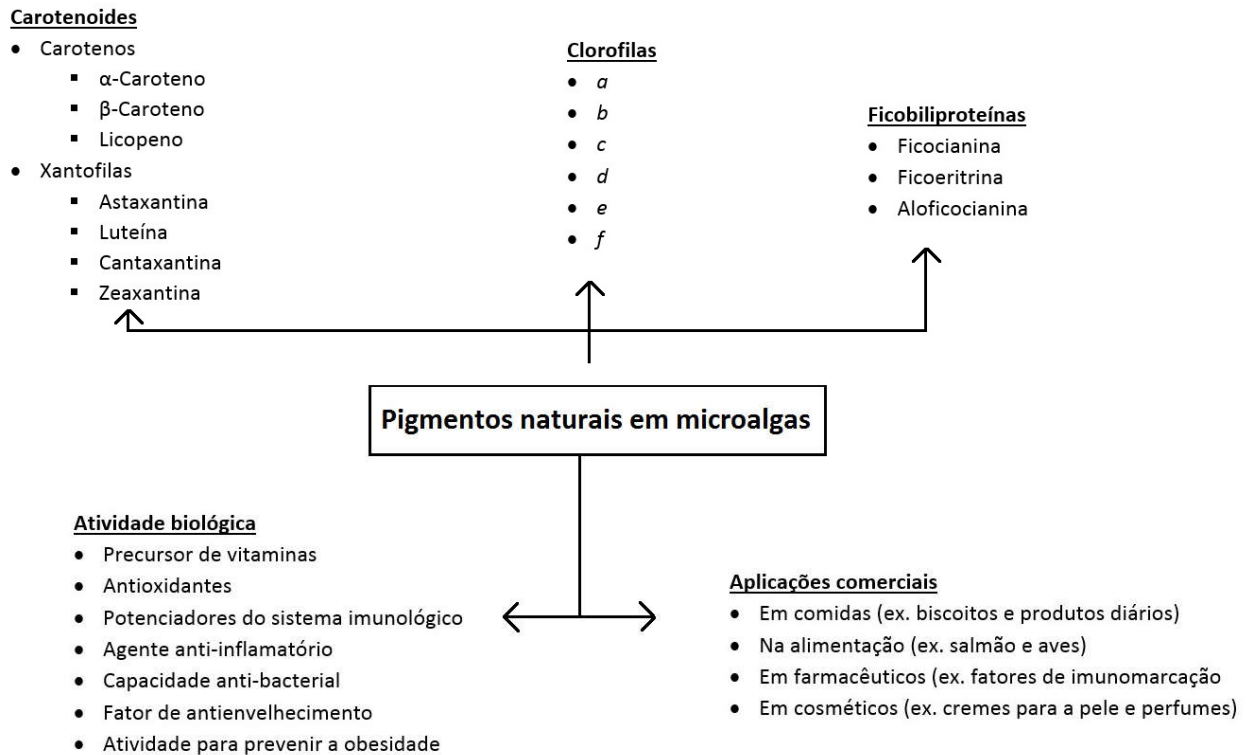 Carotenoides
• Carotenos
▪ α-Caroteno
▪ β-Caroteno
▪ Licopeno
• Xantofilas
▪ Astaxantina
▪ Luteína
▪ Cantaxantina
▪ Zeaxantina
Clorofilas
• a
• b
• c
• d
• e
• f
Ficobiliproteínas
• Ficocianina
• Ficoeritrina
• Aloficocianina
Pigmentos naturais em microalgas
Atividade biológica
• Precursor de vitaminas
• Antioxidantes
• Potenciadores do sistema imunológico
• Agente anti-inflamatório
• Capacidade anti-bacterial
• Fator de antienvelhecimento
• Atividade para prevenir a obesidade
Aplicações comerciais
• Em comidas (ex. biscoitos e produtos diários)
• Na alimentação (ex. salmão e aves)
• Em farmacêuticos (ex. fatores de imunomarcação
• Em cosméticos (ex. cremes para a pele e perfumes)